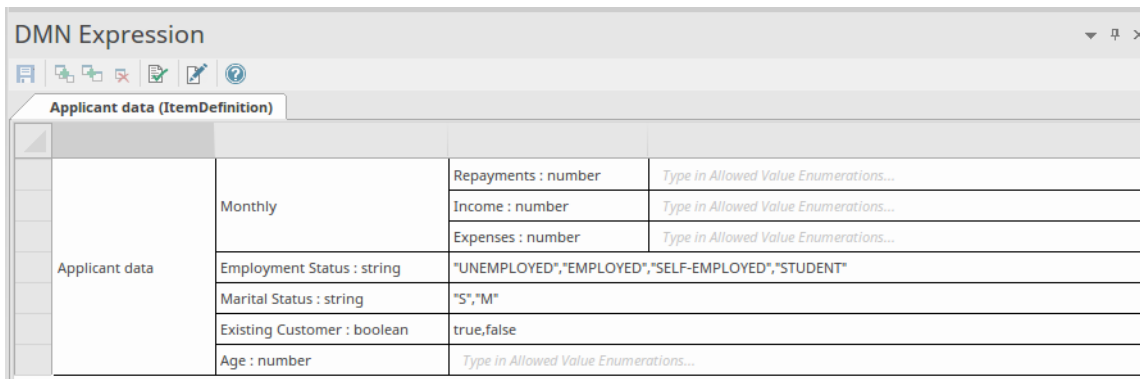 DMN Expression
Applicant data (ItemDefinition)
Repayments : number Type in Allowed Value Enumerations...
Monthly Income : number Type in Allowed Value Enumerations...
Expenses : number Type in Allowed Value Enumerations...
Applicant data Employment Status : string "UNEMPLOYED","EMPLOYED","SELF-EMPLOYED","STUDENT"
Marital Status : string "S","M"
Existing Customer : boolean true,false
Age : number Type in Allowed Value Enumerations...